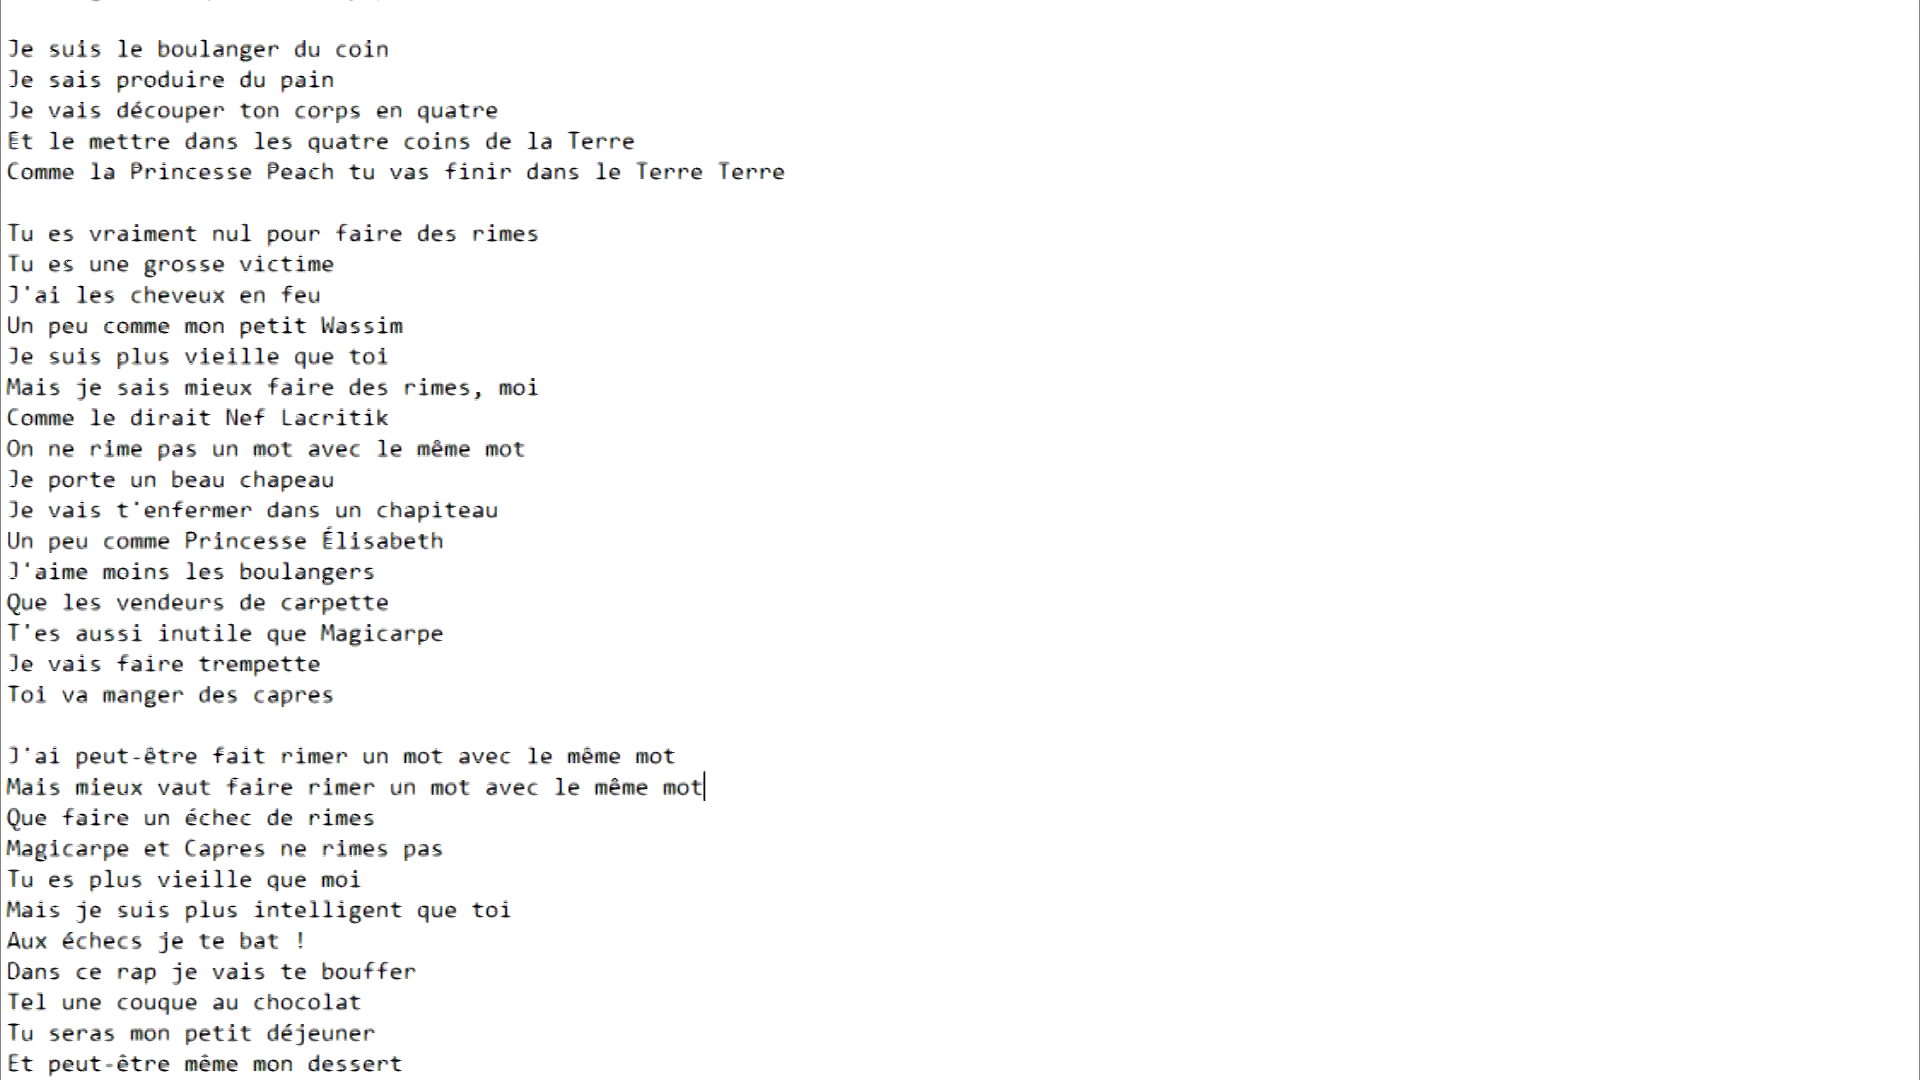 Je suis le boulanger du coin
Je sais produire du pain
Je vais découper ton corps en quatre
Et le mettre dans les quatre coins de la Terre
Comme la Princesse Peach tu vas finir dans le Terre Terre
Tu es vraiment nul pour faire des rimes
Tu es une grosse victime
J'ai les cheveux en feu
Un peu comme mon petit Wassim
Je suis plus vieille que toi
Mais je sais mieux faire des rimes, moi
Comme le dirait Nef Lacritik
On ne rime pas un mot avec le même mot
Je porte un beau chapeau
Je vais t'enfermer dans un chapiteau
Un peu comme Princesse Élisabeth
J'aime moins les boulangers
Que les vendeurs de carpette
T'es aussi inutile que Magicarpe
Je vais faire trempette
Toi va manger des capres
J'ai peut-être fait rimer un mot avec le même mot
Mais mieux vaut faire rimer un mot avec le même mot
Que faire un échec de rimes
Magicarpe et Capres ne rimes pas
Tu es plus vieille que moi
Mais je suis plus intelligent que toi
Aux échecs je te bat !
Dans ce rap je vais te bouffer
Tel une couque au chocolat
Tu seras mon petit déjeuner
Et peut-être même mon dessert